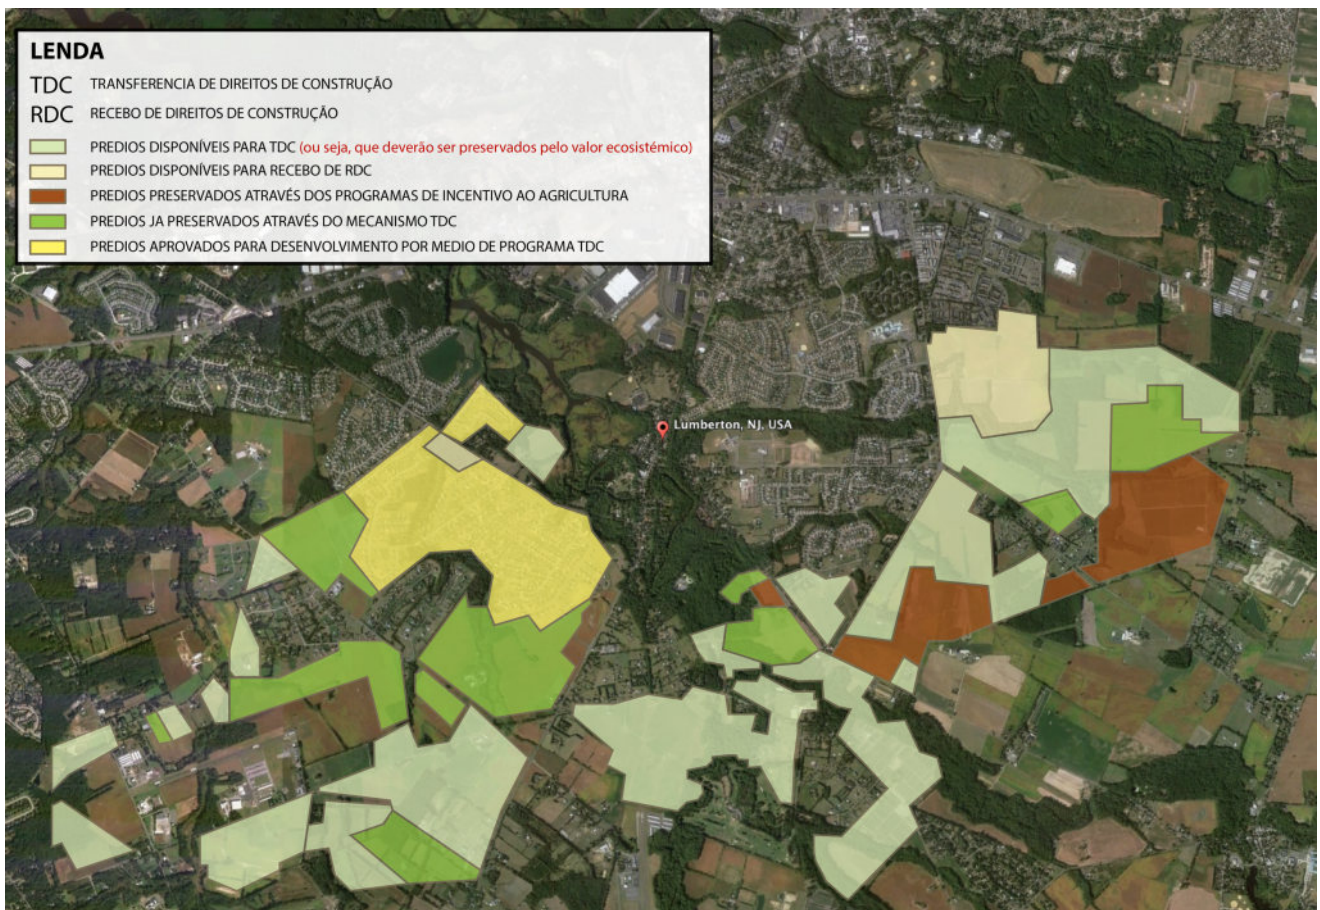 LENDA
TDC TRANSFERENCIA DE DIREITOS DE CONSTRUÇÃO
RDC RECEBO DE DIREITOS DE CONSTRUÇÃO
PREDIOS DISPONÍVEIS PARA TDC (ou seja, que deverão ser preservados pelo valor ecosistémico)
PREDIOS DISPONÍVEIS PARA RECEBO DE RDC
PREDIOS PRESERVADOS ATRAVÉS DOS PROGRAMAS DE INCENTIVO AO AGRICULTURA
PREDIOS JA PRESERVADOS ATRAVÉS DO MECANISMO TDC
PREDIOS APROVADOS PARA DESENVOLVIMENTO POR MEDIO DE PROGRAMA TDC
Lumberton, NJ, USA